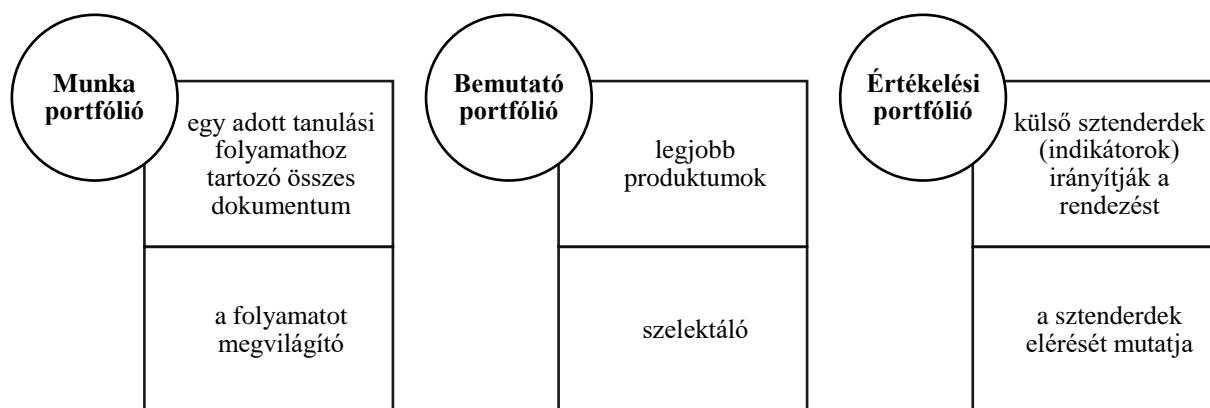 Munka
portfólió
egy adott tanulási
folyamathoz
tartozó összes
dokumentum
a folyamatot
megvilágító
Bemutató
portfólió
legjobb
produktumok
szelektáló
Értékelési
portfólió
külső sztenderdek
(indikátorok)
irányítják a
rendezést
a sztenderdek
elérését mutatja